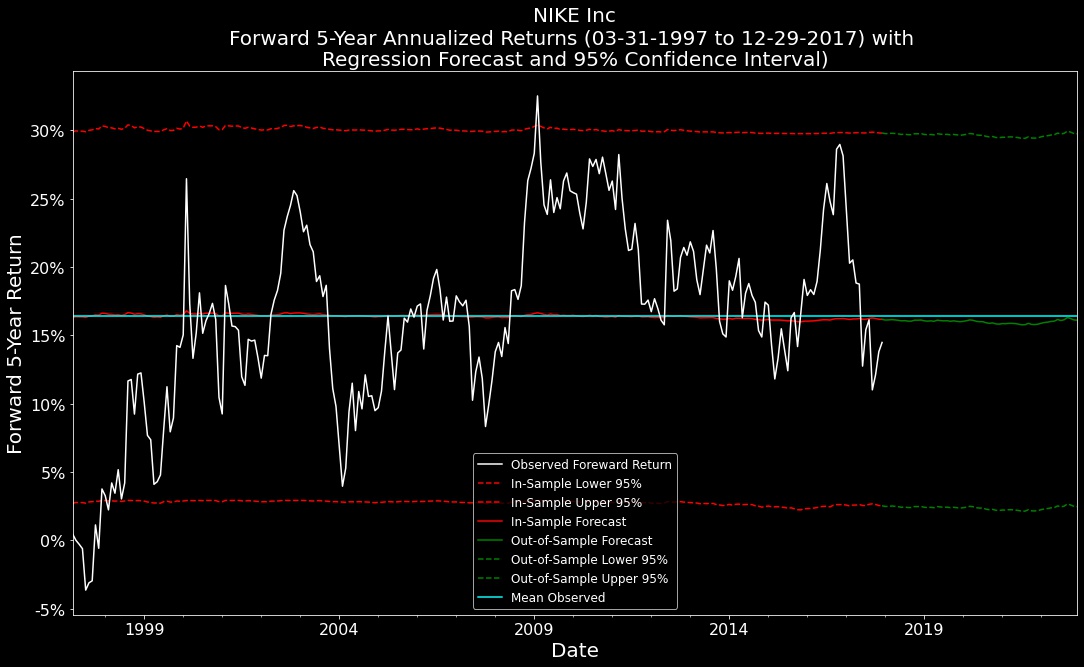 NIKE Inc
Forward 5-Year Annualized Returns (03-31-1997 to 12-29-2017) with
Regression Forecast and 95% Confidence Interval)
Forward 5-Year Return
30%
25%
20%
15%
10%
5%
0%
-5%
Observed Foreward Return
In-Sample Lower 95%
In-Sample Upper 95%
In-Sample Forecast
Out-of-Sample Forecast
Out-of-Sample Lower 95%
Out-of-Sample Upper 95%
Mean Observed
1999 2004 2009 2014 2019
Date